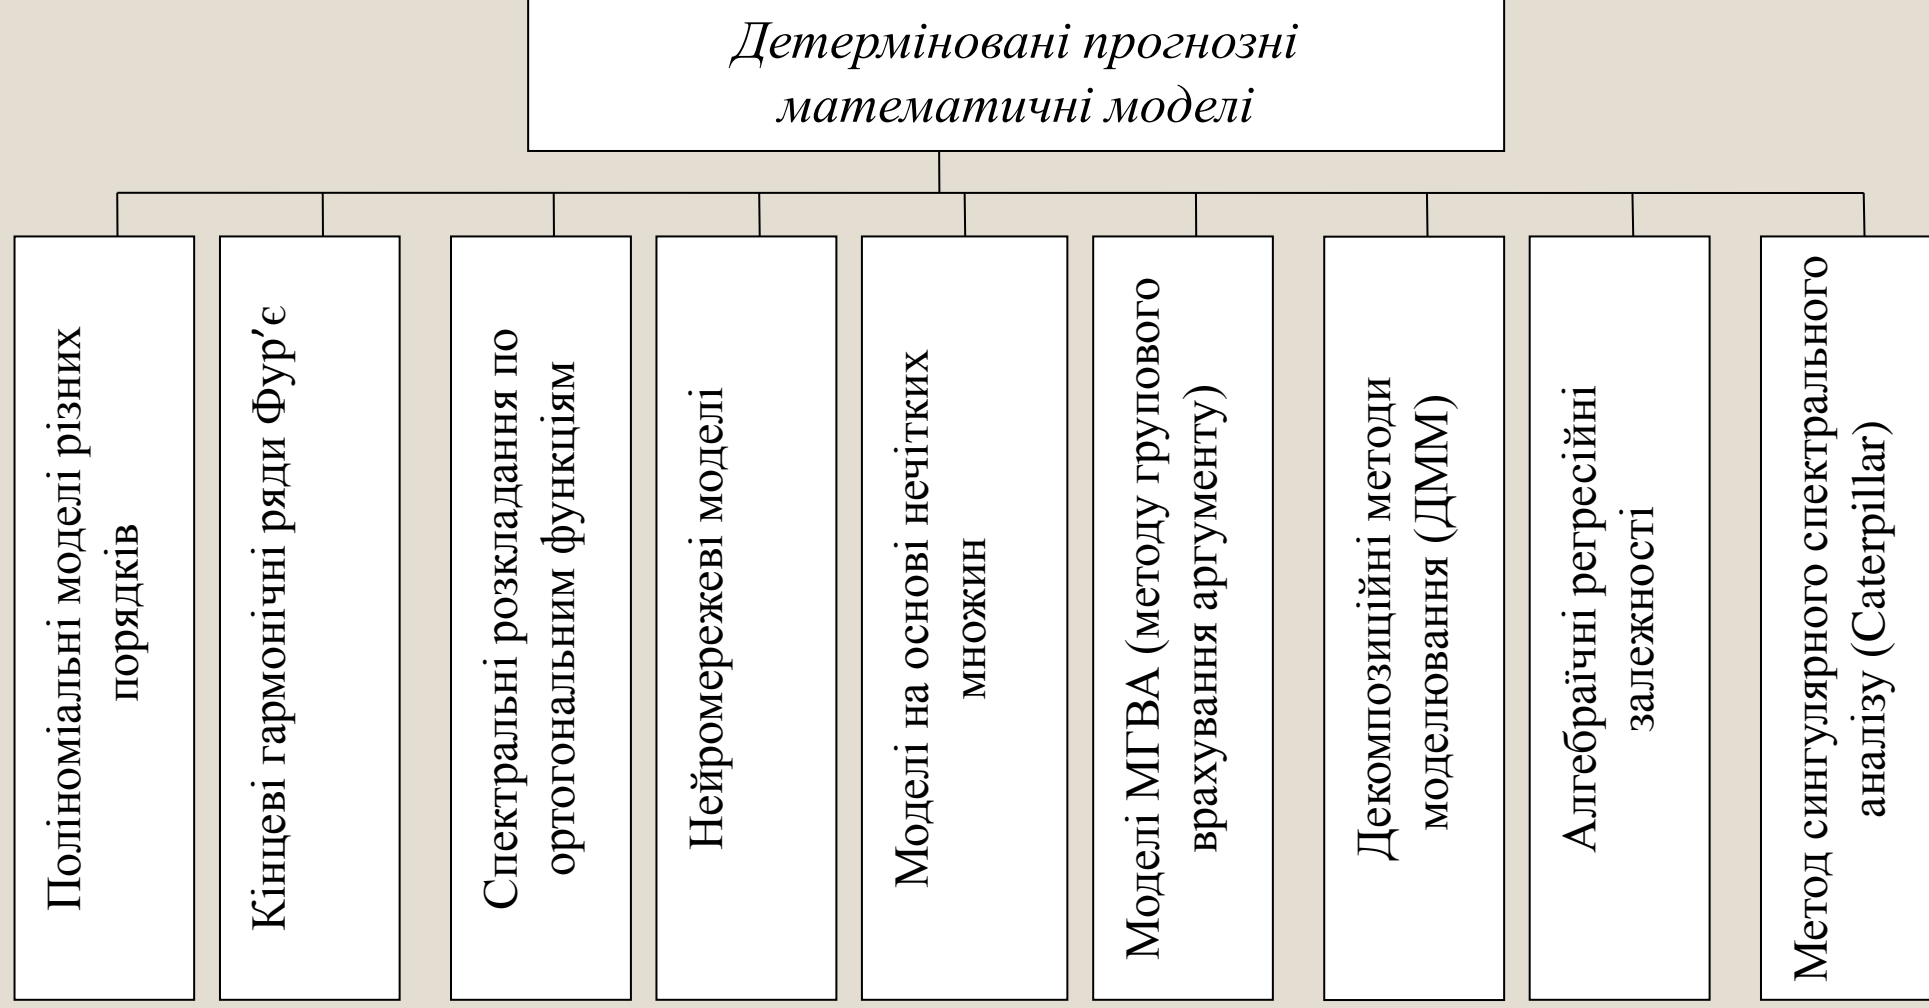 Детерміновані прогнозні
математичні моделі
Поліноміальні моделі різних
порядків
Кінцеві гармонічні ряди Фур′є
Спектральні розкладання по
ортогональним функціям
Нейромережеві моделі
Моделі на основі нечітких
множин
Моделі МГВА (методу групового
врахування аргументу)
Декомпозиційні методи
моделювання (ДММ)
Алгебраїчні регресійні
залежності
Метод сингулярного спектрального
аналізу (Caterpillar)